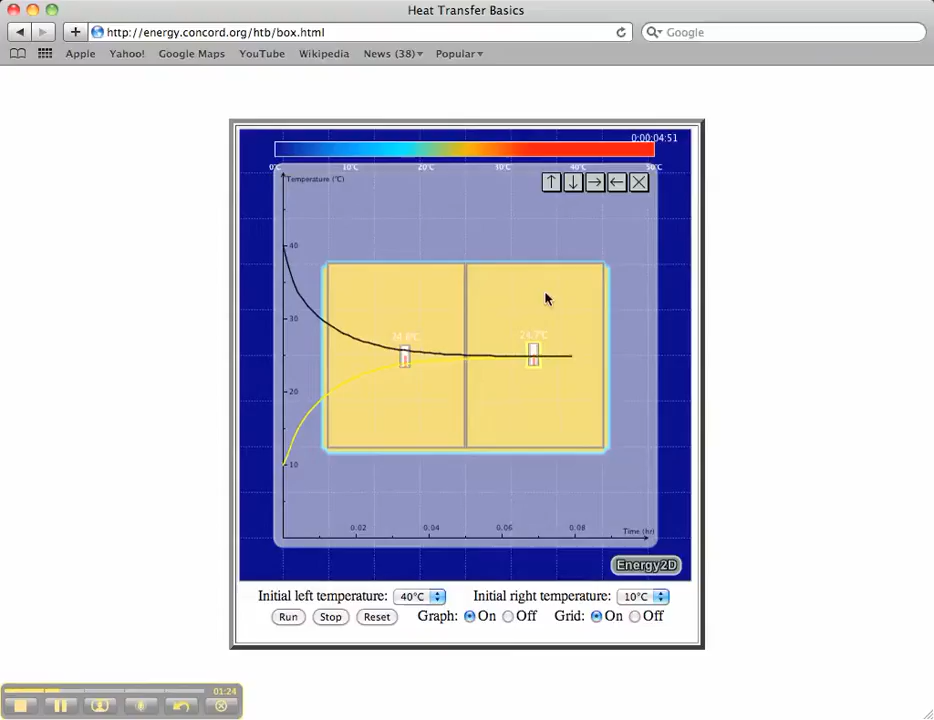 Heat Transfer Basics
http://energy.concord.org/htb/box.html
Google
Apple Yahoo! Google Maps YouTube Wikipedia News (38) Popular
0:00:04:51
0°C 10°C 20°C 30°C 40°C 50°C
Temperature (°C)
40
30
20
10
0.02 0.04 0.06 0.08 Time (hr)
Energy2D
Initial left temperature: 40°C Initial right temperature: 10°C
Run Stop Reset Graph: On Off Grid: On Off
01:24